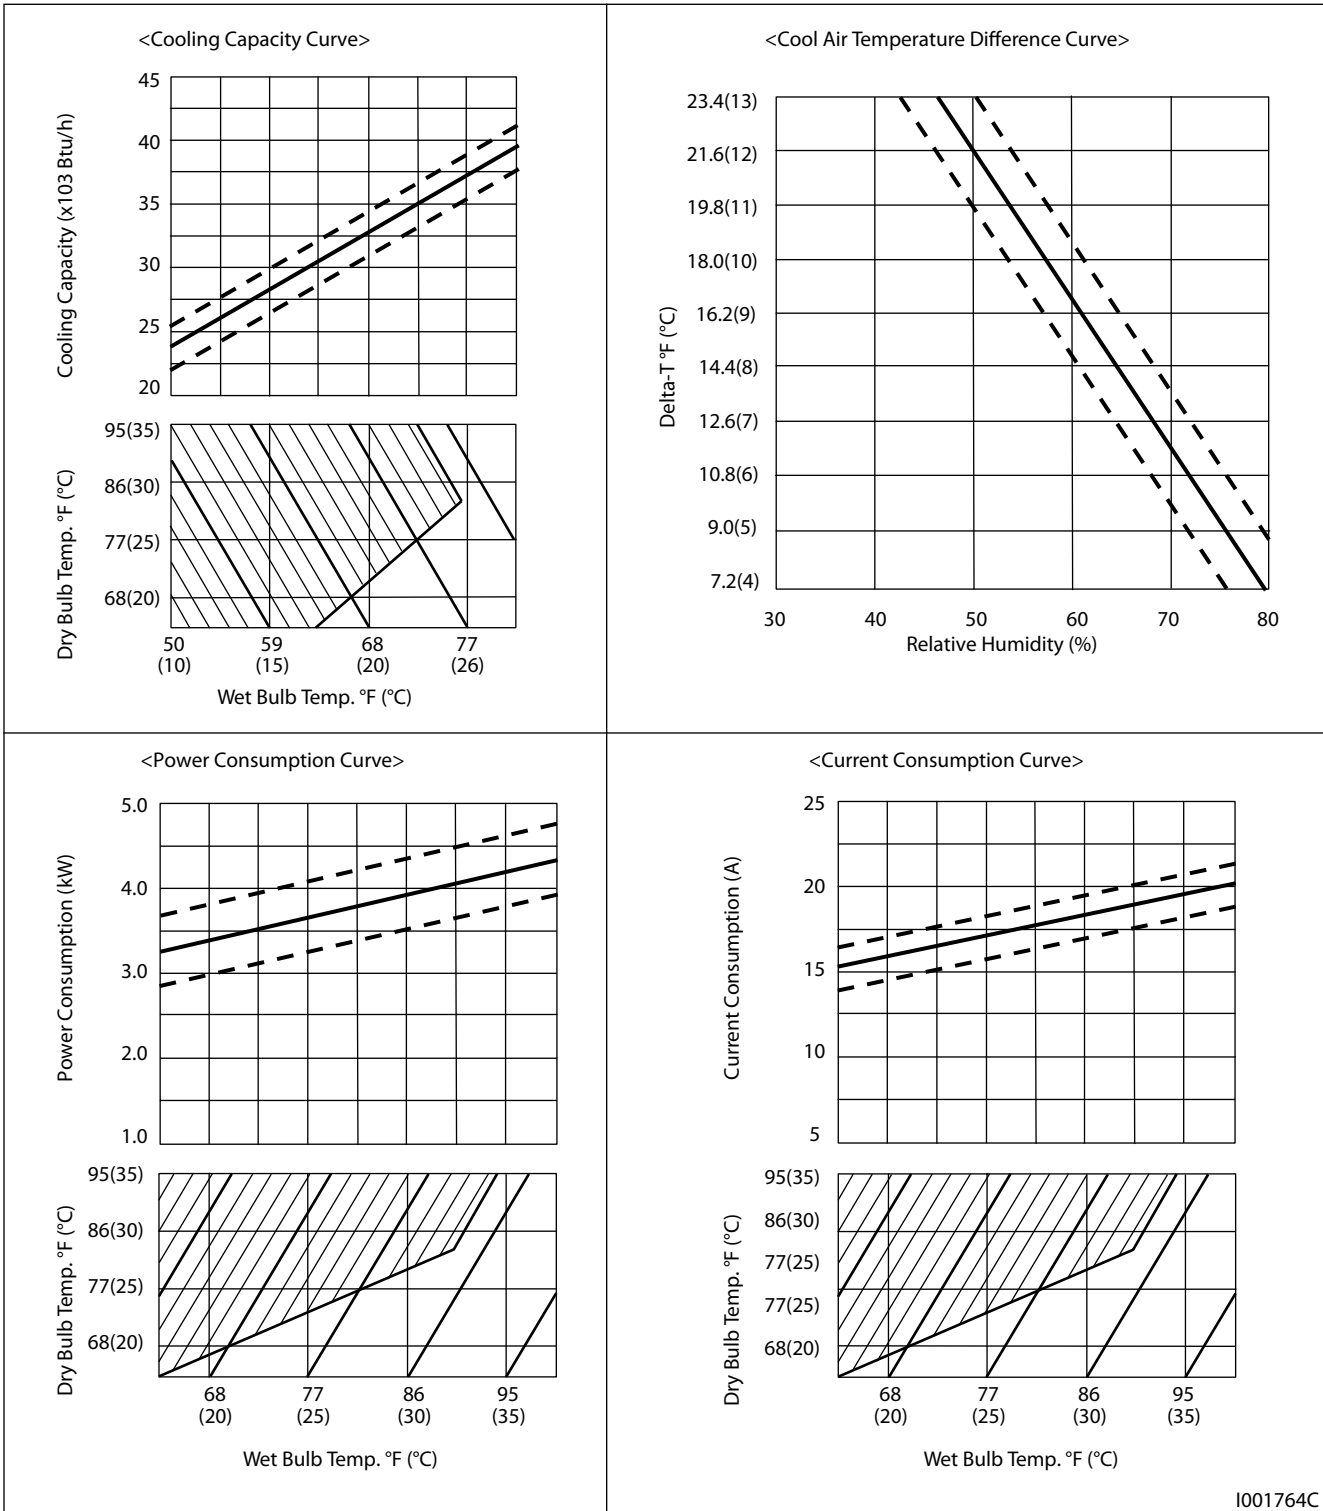 <Cooling Capacity Curve>
45
40
35
30
25
20
Cooling Capacity (x103 Btu/h)
95(35)
86(30)
77(25)
68(20)
Dry Bulb Temp. °F (°C)
50 59 68 77
(10) (15) (20) (26)
Wet Bulb Temp. °F (°C)
<Cool Air Temperature Difference Curve>
23.4(13)
21.6(12)
19.8(11)
18.0(10)
16.2(9)
14.4(8)
12.6(7)
10.8(6)
9.0(5)
7.2(4)
Delta-T °F (°C)
30 40 50 60 70 80
Relative Humidity (%)
<Power Consumption Curve>
5.0
4.0
3.0
2.0
1.0
Power Consumption (kW)
95(35)
86(30)
77(25)
68(20)
Dry Bulb Temp. °F (°C)
68 77 86 95
(20) (25) (30) (35)
Wet Bulb Temp. °F (°C)
<Current Consumption Curve>
25
20
15
10
5
Current Consumption (A)
95(35)
86(30)
77(25)
77(25)
68(20)
Dry Bulb Temp. °F (°C)
68 77 86 95
(20) (25) (30) (35)
Wet Bulb Temp. °F (°C)
I001764C